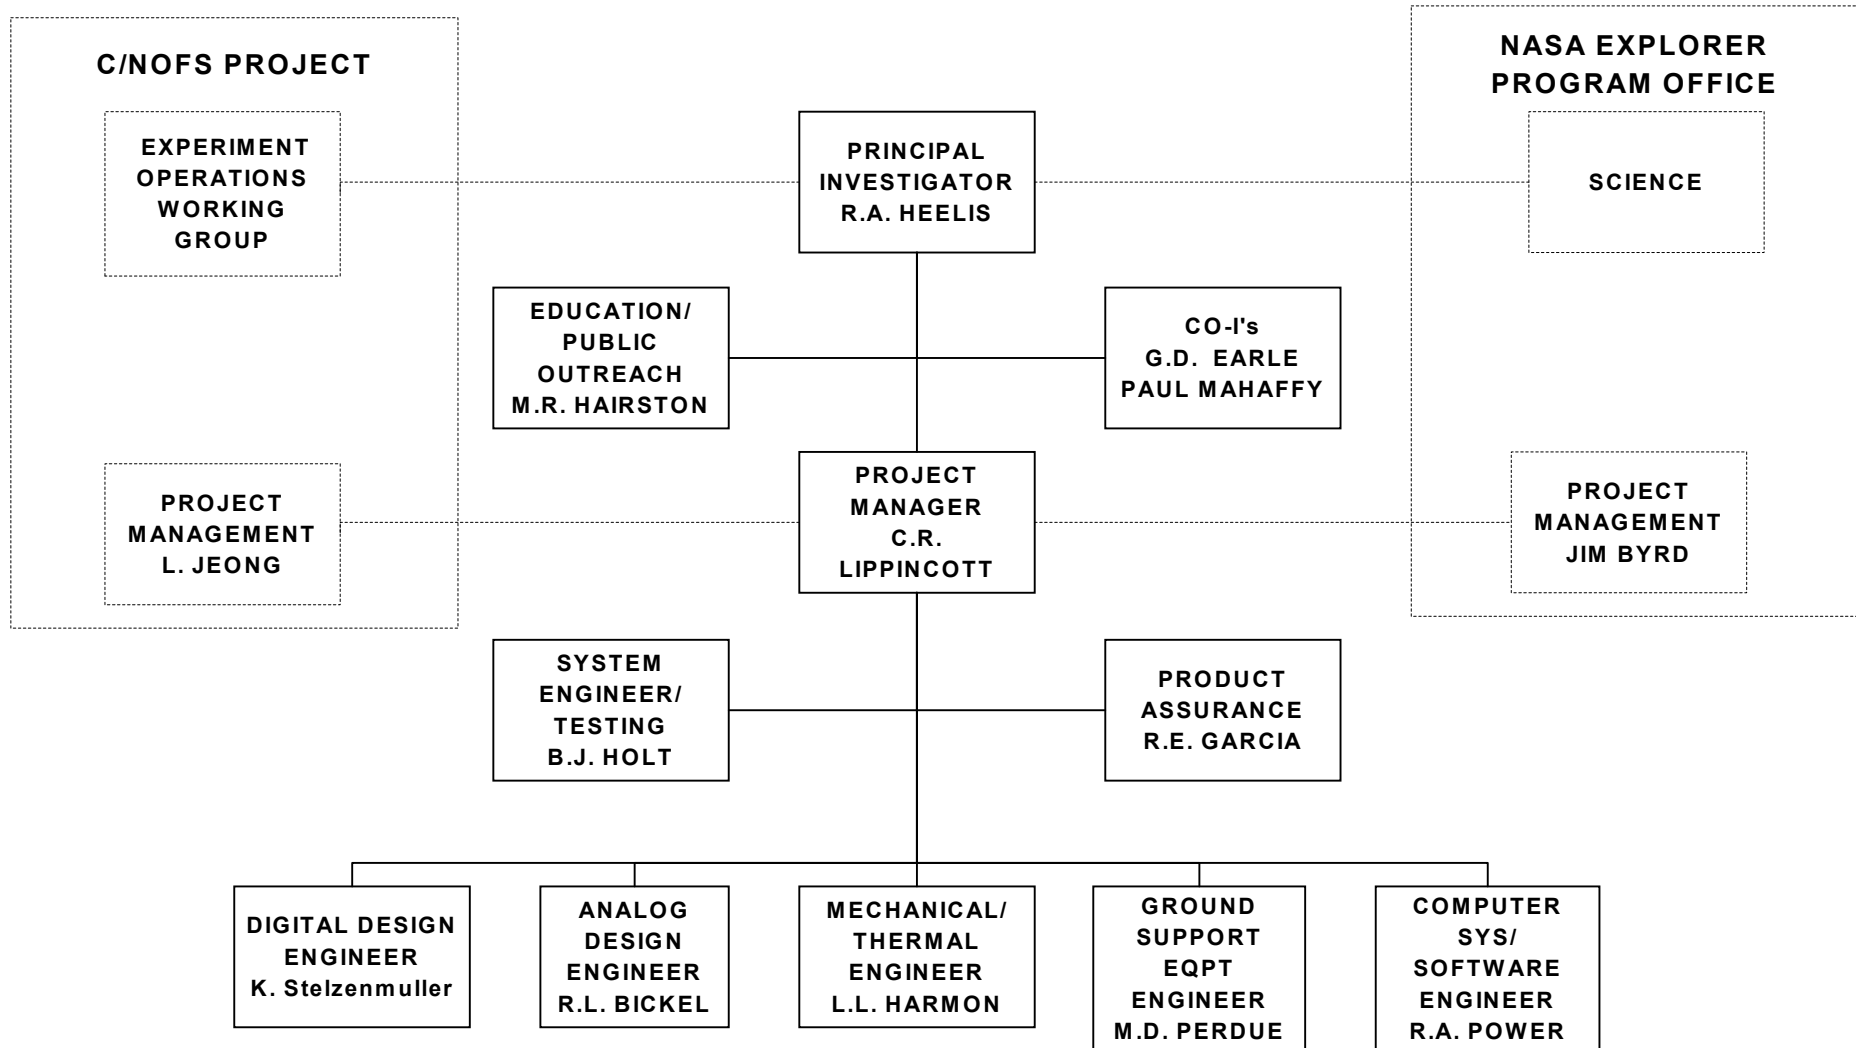 C/NOFS PROJECT
EXPERIMENT
OPERATIONS
WORKING
GROUP
PROJECT
MANAGEMENT
L. JEONG
PRINCIPAL
INVESTIGATOR
R.A. HEELIS
NASA EXPLORER
PROGRAM OFFICE
SCIENCE
PROJECT
MANAGEMENT
JIM BYRD
EDUCATION/
PUBLIC
OUTREACH
M.R. HAIRSTON
CO-I's
G.D. EARLE
PAUL MAHAFFY
PROJECT
MANAGER
C.R.
LIPPINCOTT
SYSTEM
ENGINEER/
TESTING
B.J. HOLT
PRODUCT
ASSURANCE
R.E. GARCIA
DIGITAL DESIGN
ENGINEER
K. Stelzenmuller
ANALOG
DESIGN
ENGINEER
R.L. BICKEL
MECHANICAL/
THERMAL
ENGINEER
L.L. HARMON
GROUND
SUPPORT
EQPT
ENGINEER
M.D. PERDUE
COMPUTER
SYS/
SOFTWARE
ENGINEER
R.A. POWER